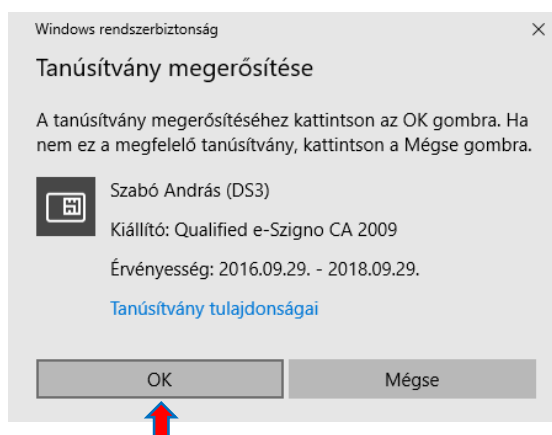 Windows rendszerbiztonság
Tanúsítvány megerősítése
A tanúsítvány megerősítéséhez kattintson az OK gombra. Ha
nem ez a megfelelő tanúsítvány, kattintson a Mégse gombra.
Szabó András (DS3)
Kiállító: Qualified e-Szigno CA 2009
Érvényesség: 2016.09.29. - 2018.09.29.
Tanúsítvány tulajdonságai
OK
Mégse